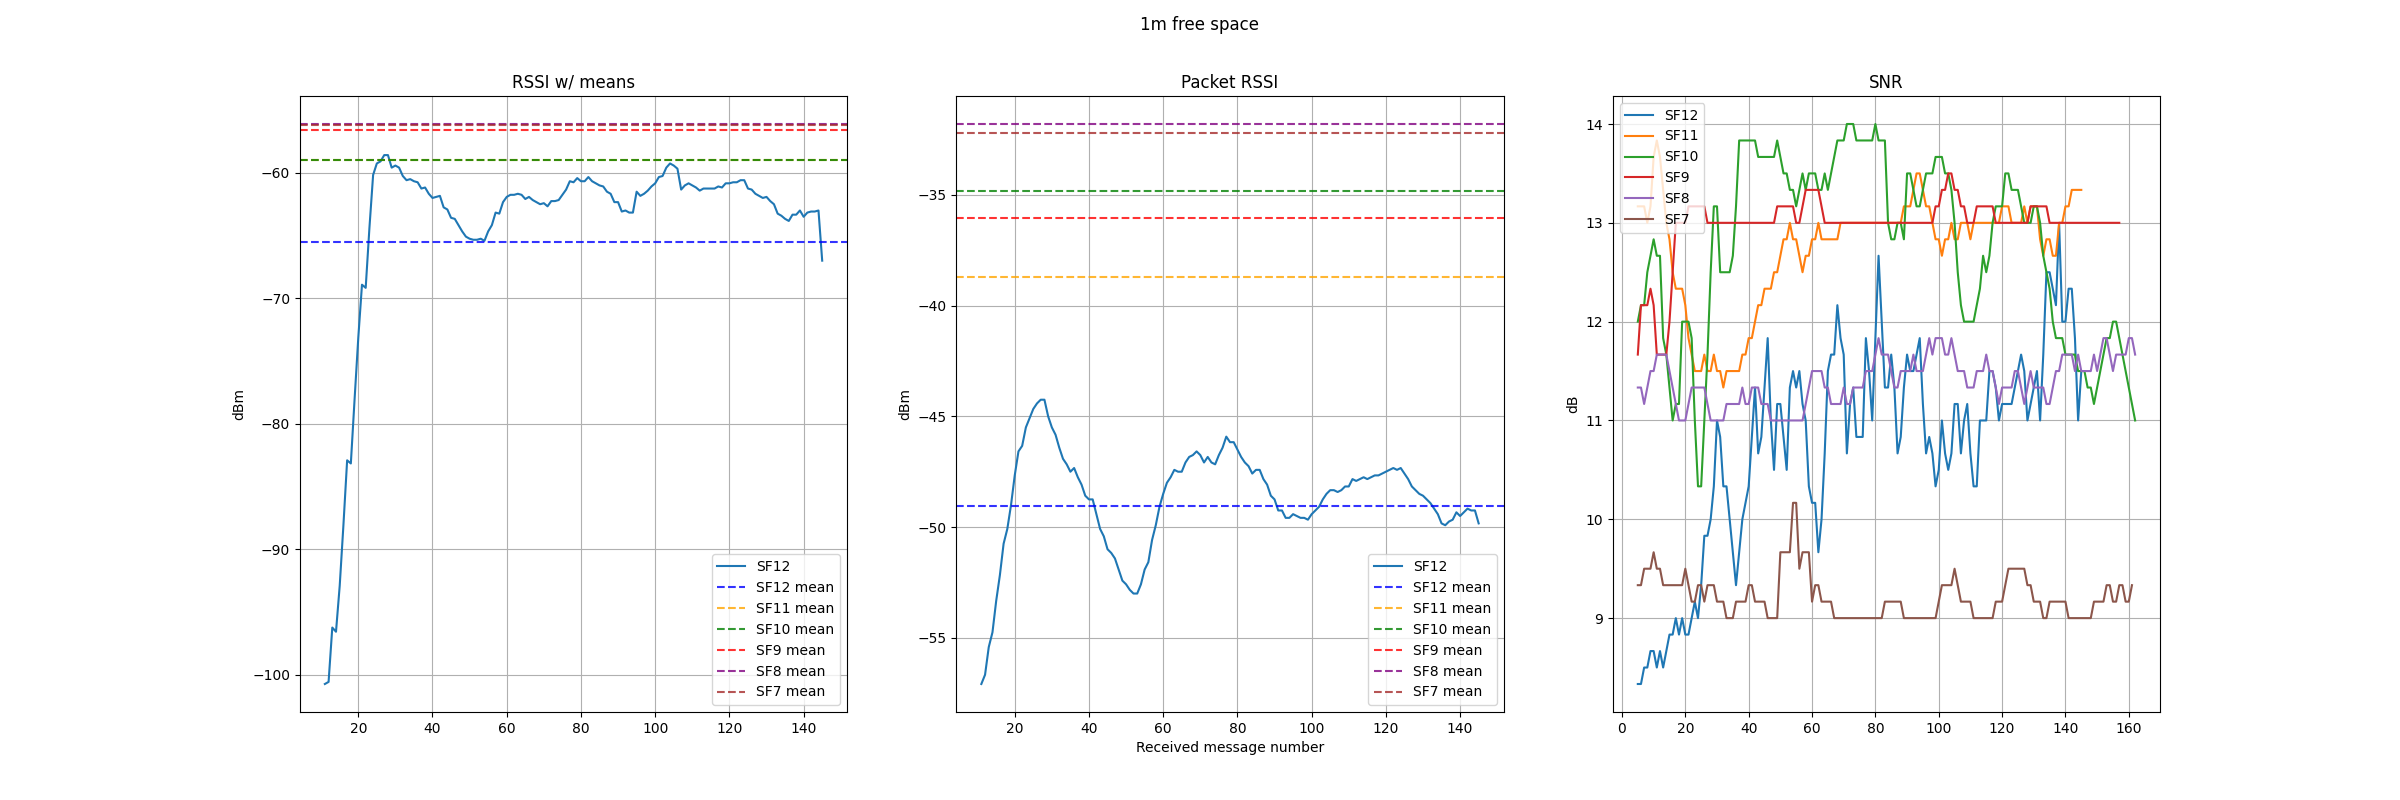 1m free space
RSSI w/ means
dBm
−60
−70
−80
−90
−100
20 40 60 80 100 120 140
SF12
SF12 mean
SF11 mean
SF10 mean
SF9 mean
SF8 mean
SF7 mean
Packet RSSI
dBm
−35
−40
−45
−50
−55
20 40 60 80 100 120 140
Received message number
SF12
SF12 mean
SF11 mean
SF10 mean
SF9 mean
SF8 mean
SF7 mean
SNR
dB
14
13
12
11
10
9
0 20 40 60 80 100 120 140 160
SF12
SF11
SF10
SF9
SF8
SF7